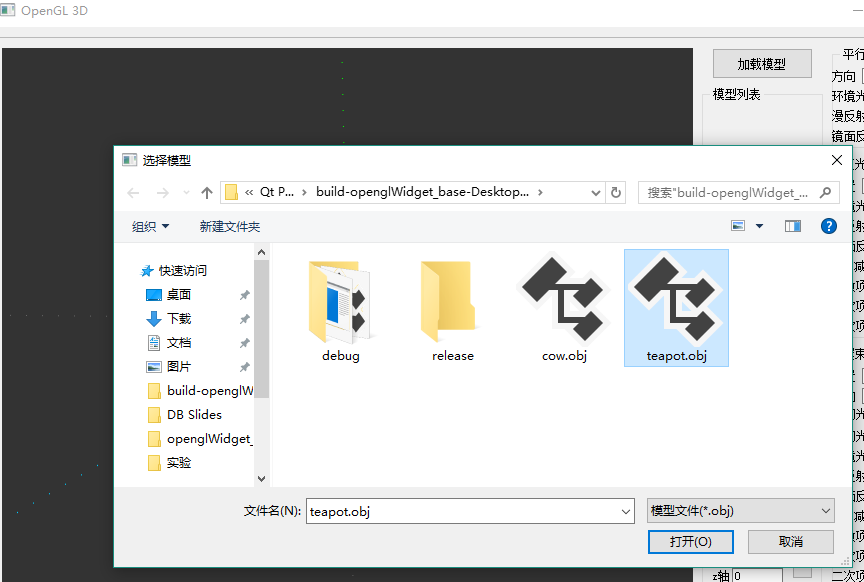 OpenGL 3D
加载模型
模型列表
平行
方向
环境光
漫反射
镜面反
选择模型
« Qt P... › build-openglWidget_base-Desktop... ›
搜索"build-openglWidget_...
组织
新建文件夹
快速访问
桌面
下载
文档
图片
build-openglW
DB Slides
openglWidget_
实验
debug
release
cow.obj
teapot.obj
文件名(N):
teapot.obj
模型文件(*.obj)
打开(O)
取消
z轴 0
二次项